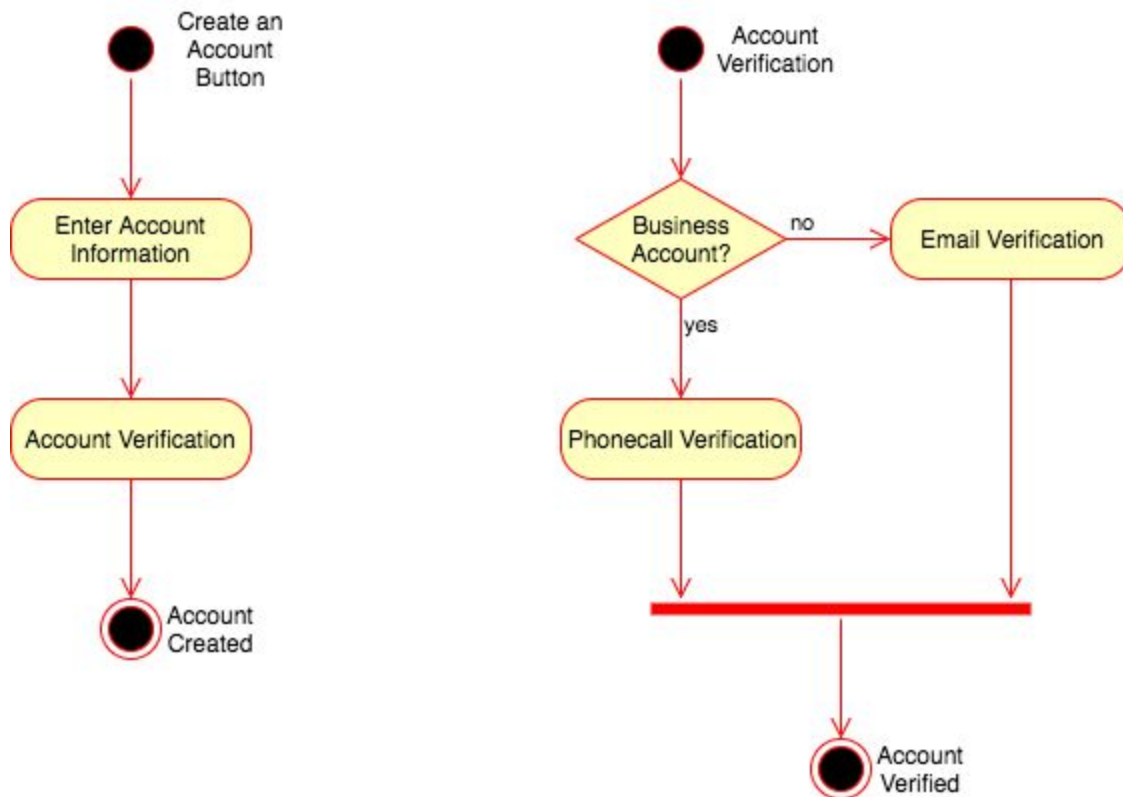 Create an
Account
Button
Enter Account
Information
Account Verification
Account
Created
Account
Verification
Business
Account?
no
Email Verification
yes
Phonecall Verification
Account
Verified